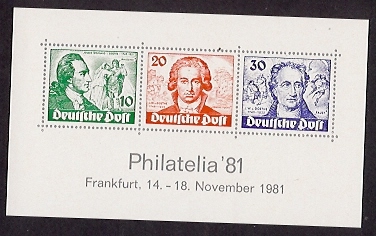 10
Deutsche Post
20
Deutsche Post
30
Deutsche Post
Philatelia '81
Frankfurt, 14. - 18. November 1981